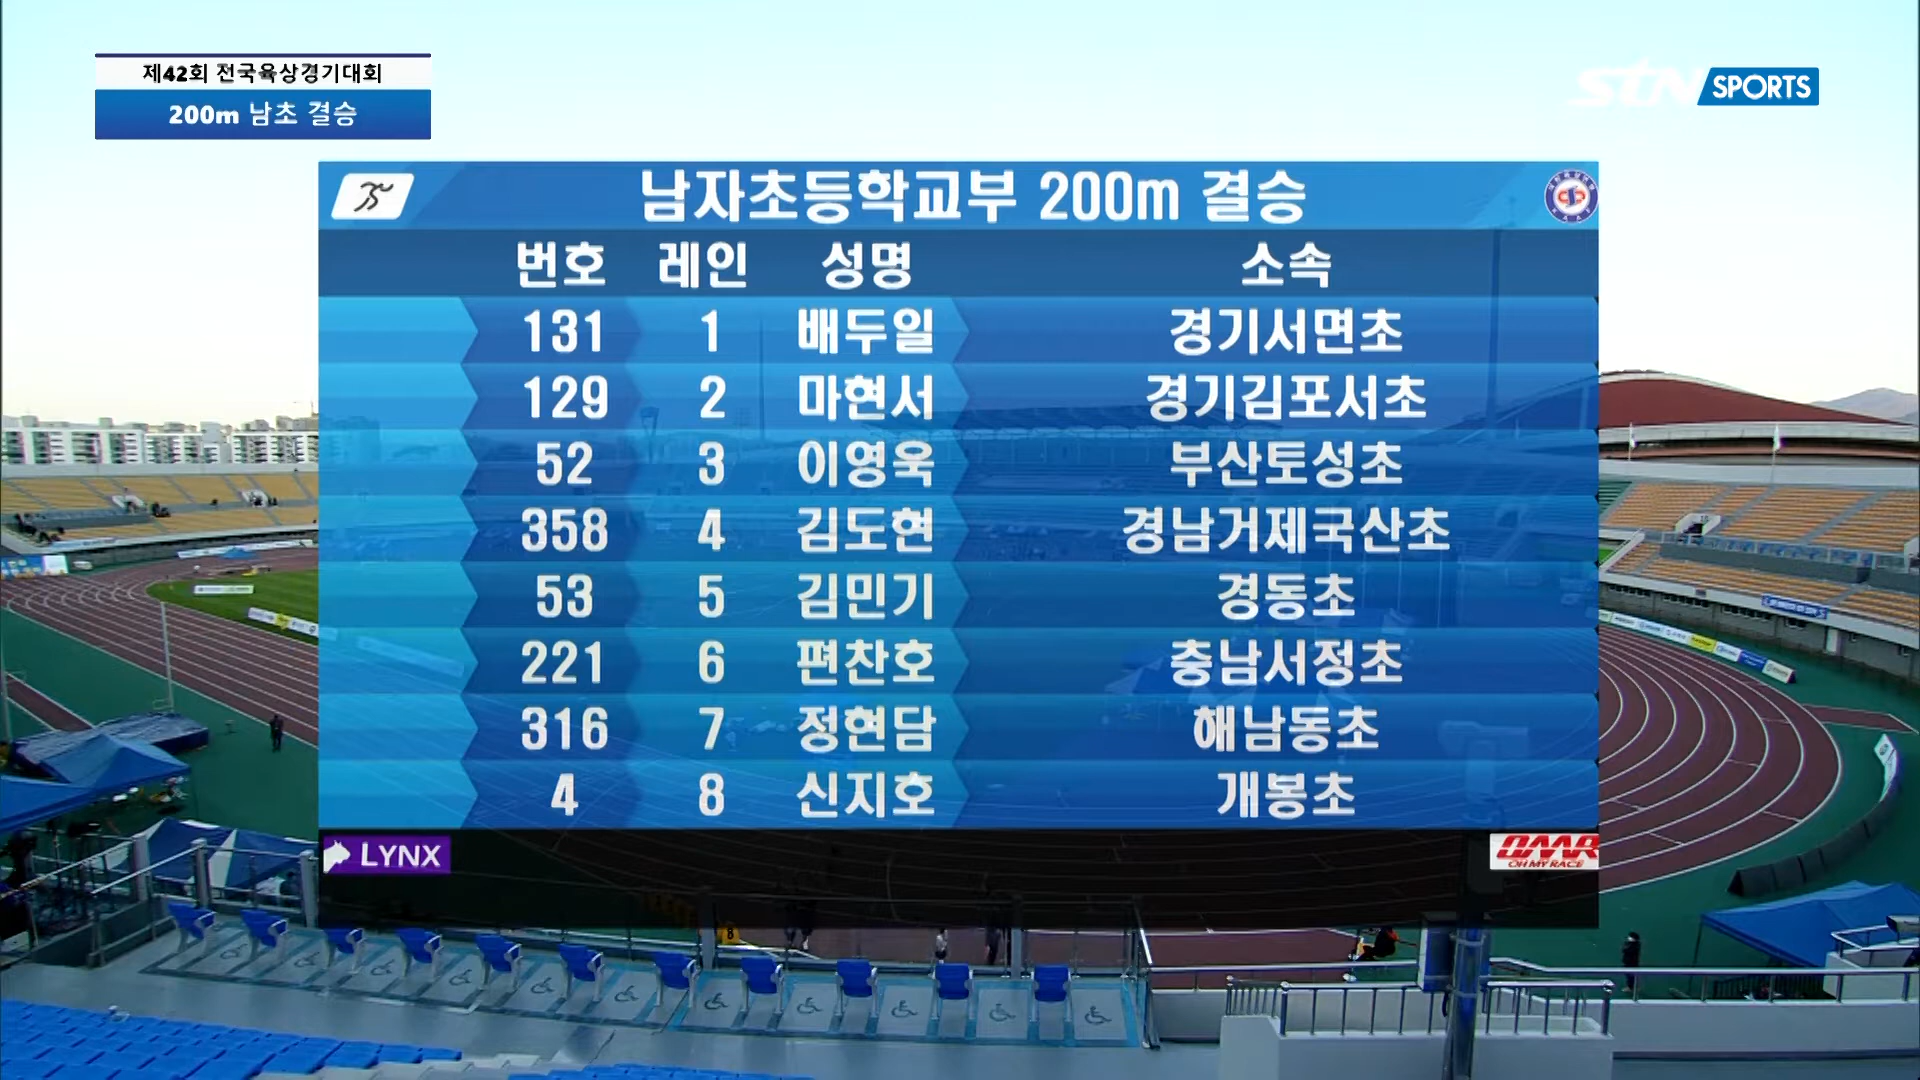 제42회 전국육상경기대회
200m 남초 결승
STN SPORTS
남자초등학교부 200m 결승
번호 레인 성명 소속
131 1 배두일 경기서면초
129 2 마현서 경기김포서초
52 3 이영욱 부산토성초
358 4 김도현 경남거제국산초
53 5 김민기 경동초
221 6 편찬호 충남서정초
316 7 정현담 해남동초
4 8 신지호 개봉초
LYNX
OMR
OH MY RACE
8